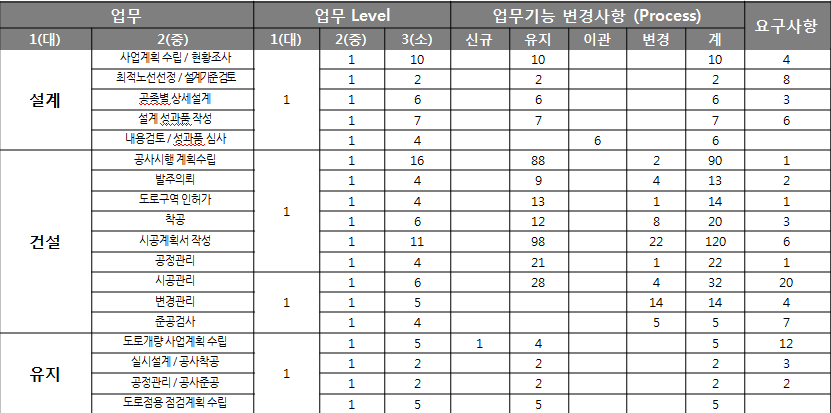 업무 업무 Level 업무기능 변경사항 (Process) 요구사항
1(대) 2(중) 1(대) 2(중) 3(소) 신규 유지 이관 변경 계
설계 1
사업계획 수립 / 현황조사 1 10 10 10 4
최적노선선정 / 설계기준검토 1 2 2 2 8
공종별 상세설계 1 6 6 6 3
설계 성과품 작성 1 7 7 7 6
내용검토 / 성과품 심사 1 4 6 6
건설 1
공사시행 계획수립 1 16 88 2 90 1
발주의뢰 1 4 9 4 13 2
도로구역 인허가 1 4 13 1 14 1
착공 1 6 12 8 20 3
시공계획서 작성 1 11 98 22 120 6
공정관리 1 4 21 1 22 1
시공관리 1 6 28 4 32 20
변경관리 1 1 5 14 14 4
준공검사 1 4 5 5 7
유지 1
도로개량 사업계획 수립 1 5 1 4 5 12
실시설계 / 공사착공 1 2 2 2 3
공정관리 / 공사준공 1 2 2 2 2
도로점용 점검계획 수립 1 5 5 5